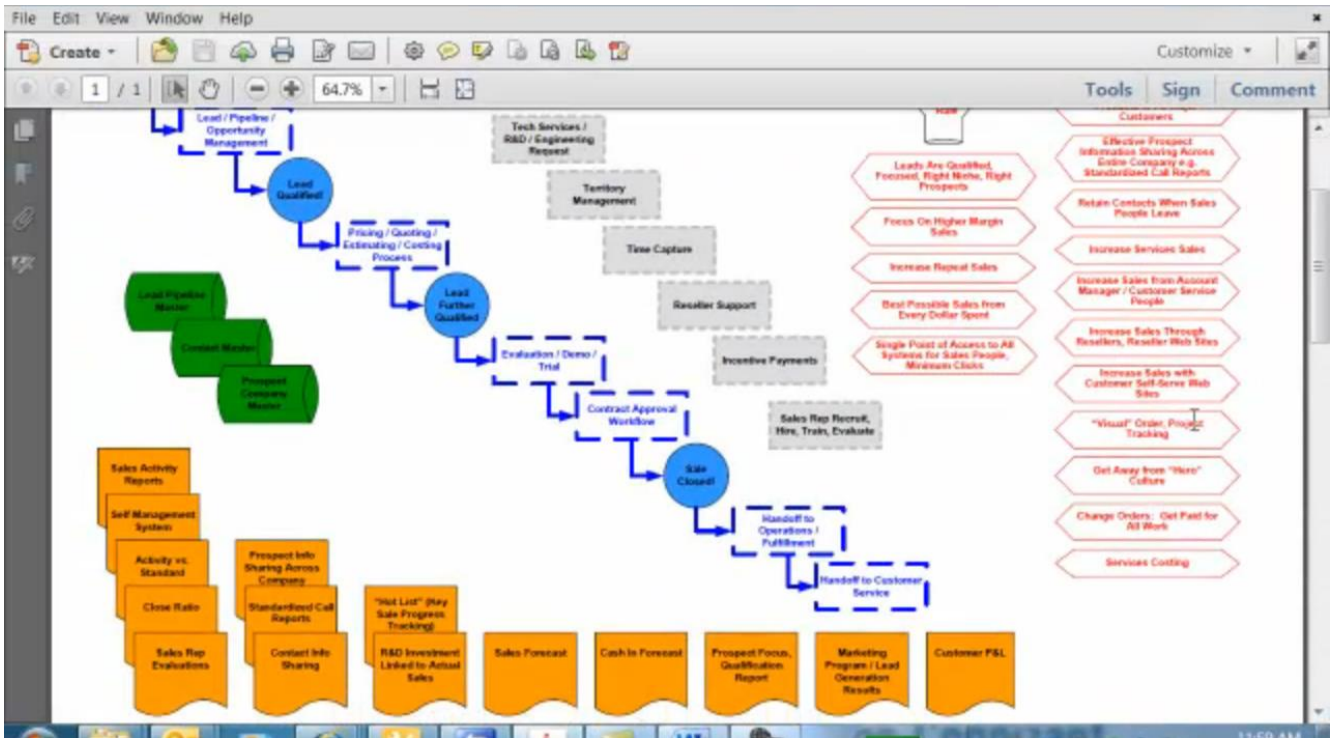 File Edit View Window Help
Create
Customize
1 / 1
64.7%
Tools Sign Comment
Lead / Pipeline /
Opportunity
Management
Lead
Qualified!
Pricing / Quoting /
Estimating / Costing
Process
Lead
Further
Qualified
Evaluation / Demo /
Trial
Contract Approval
Workflow
Sale
Closed!
Handoff to
Operations /
Fulfillment
Handoff to Customer
Service
Tech Services /
R&D / Engineering
Request
Territory
Management
Time Capture
Reseller Support
Incentive Payments
Sales Rep Recruit,
Hire, Train, Evaluate
Leads Are Qualified,
Focused, Right Niche, Right
Prospects
Focus On Higher Margin
Sales
Increase Repeat Sales
Best Possible Sales from
Every Dollar Spent
Single Point of Access to All
Systems for Sales People,
Minimum Clicks
Customers
Effective Prospect
Information Sharing Across
Entire Company e.g.
Standardized Call Reports
Retain Contacts When Sales
People Leave
Increase Services Sales
Increase Sales from Account
Manager / Customer Service
People
Increase Sales Through
Resellers, Reseller Web Sites
Increase Sales with
Customer Self-Serve Web
Sites
"Visual" Order, Project
Tracking
Get Away from "Hero"
Culture
Change Orders: Get Paid for
All Work
Services Costing
Lead Pipeline
Master
Contact Master
Prospect
Company
Master
Sales Activity
Reports
Self Management
System
Activity vs.
Standard
Close Ratio
Sales Rep
Evaluations
Prospect Info
Sharing Across
Company
Standardized Call
Reports
Contact Info
Sharing
"Hot List" (Key
Sale Progress
Tracking)
R&D Investment
Linked to Actual
Sales
Sales Forecast
Cash In Forecast
Prospect Focus,
Qualification
Report
Marketing
Program / Lead
Generation
Results
Customer P&L
11:59 AM